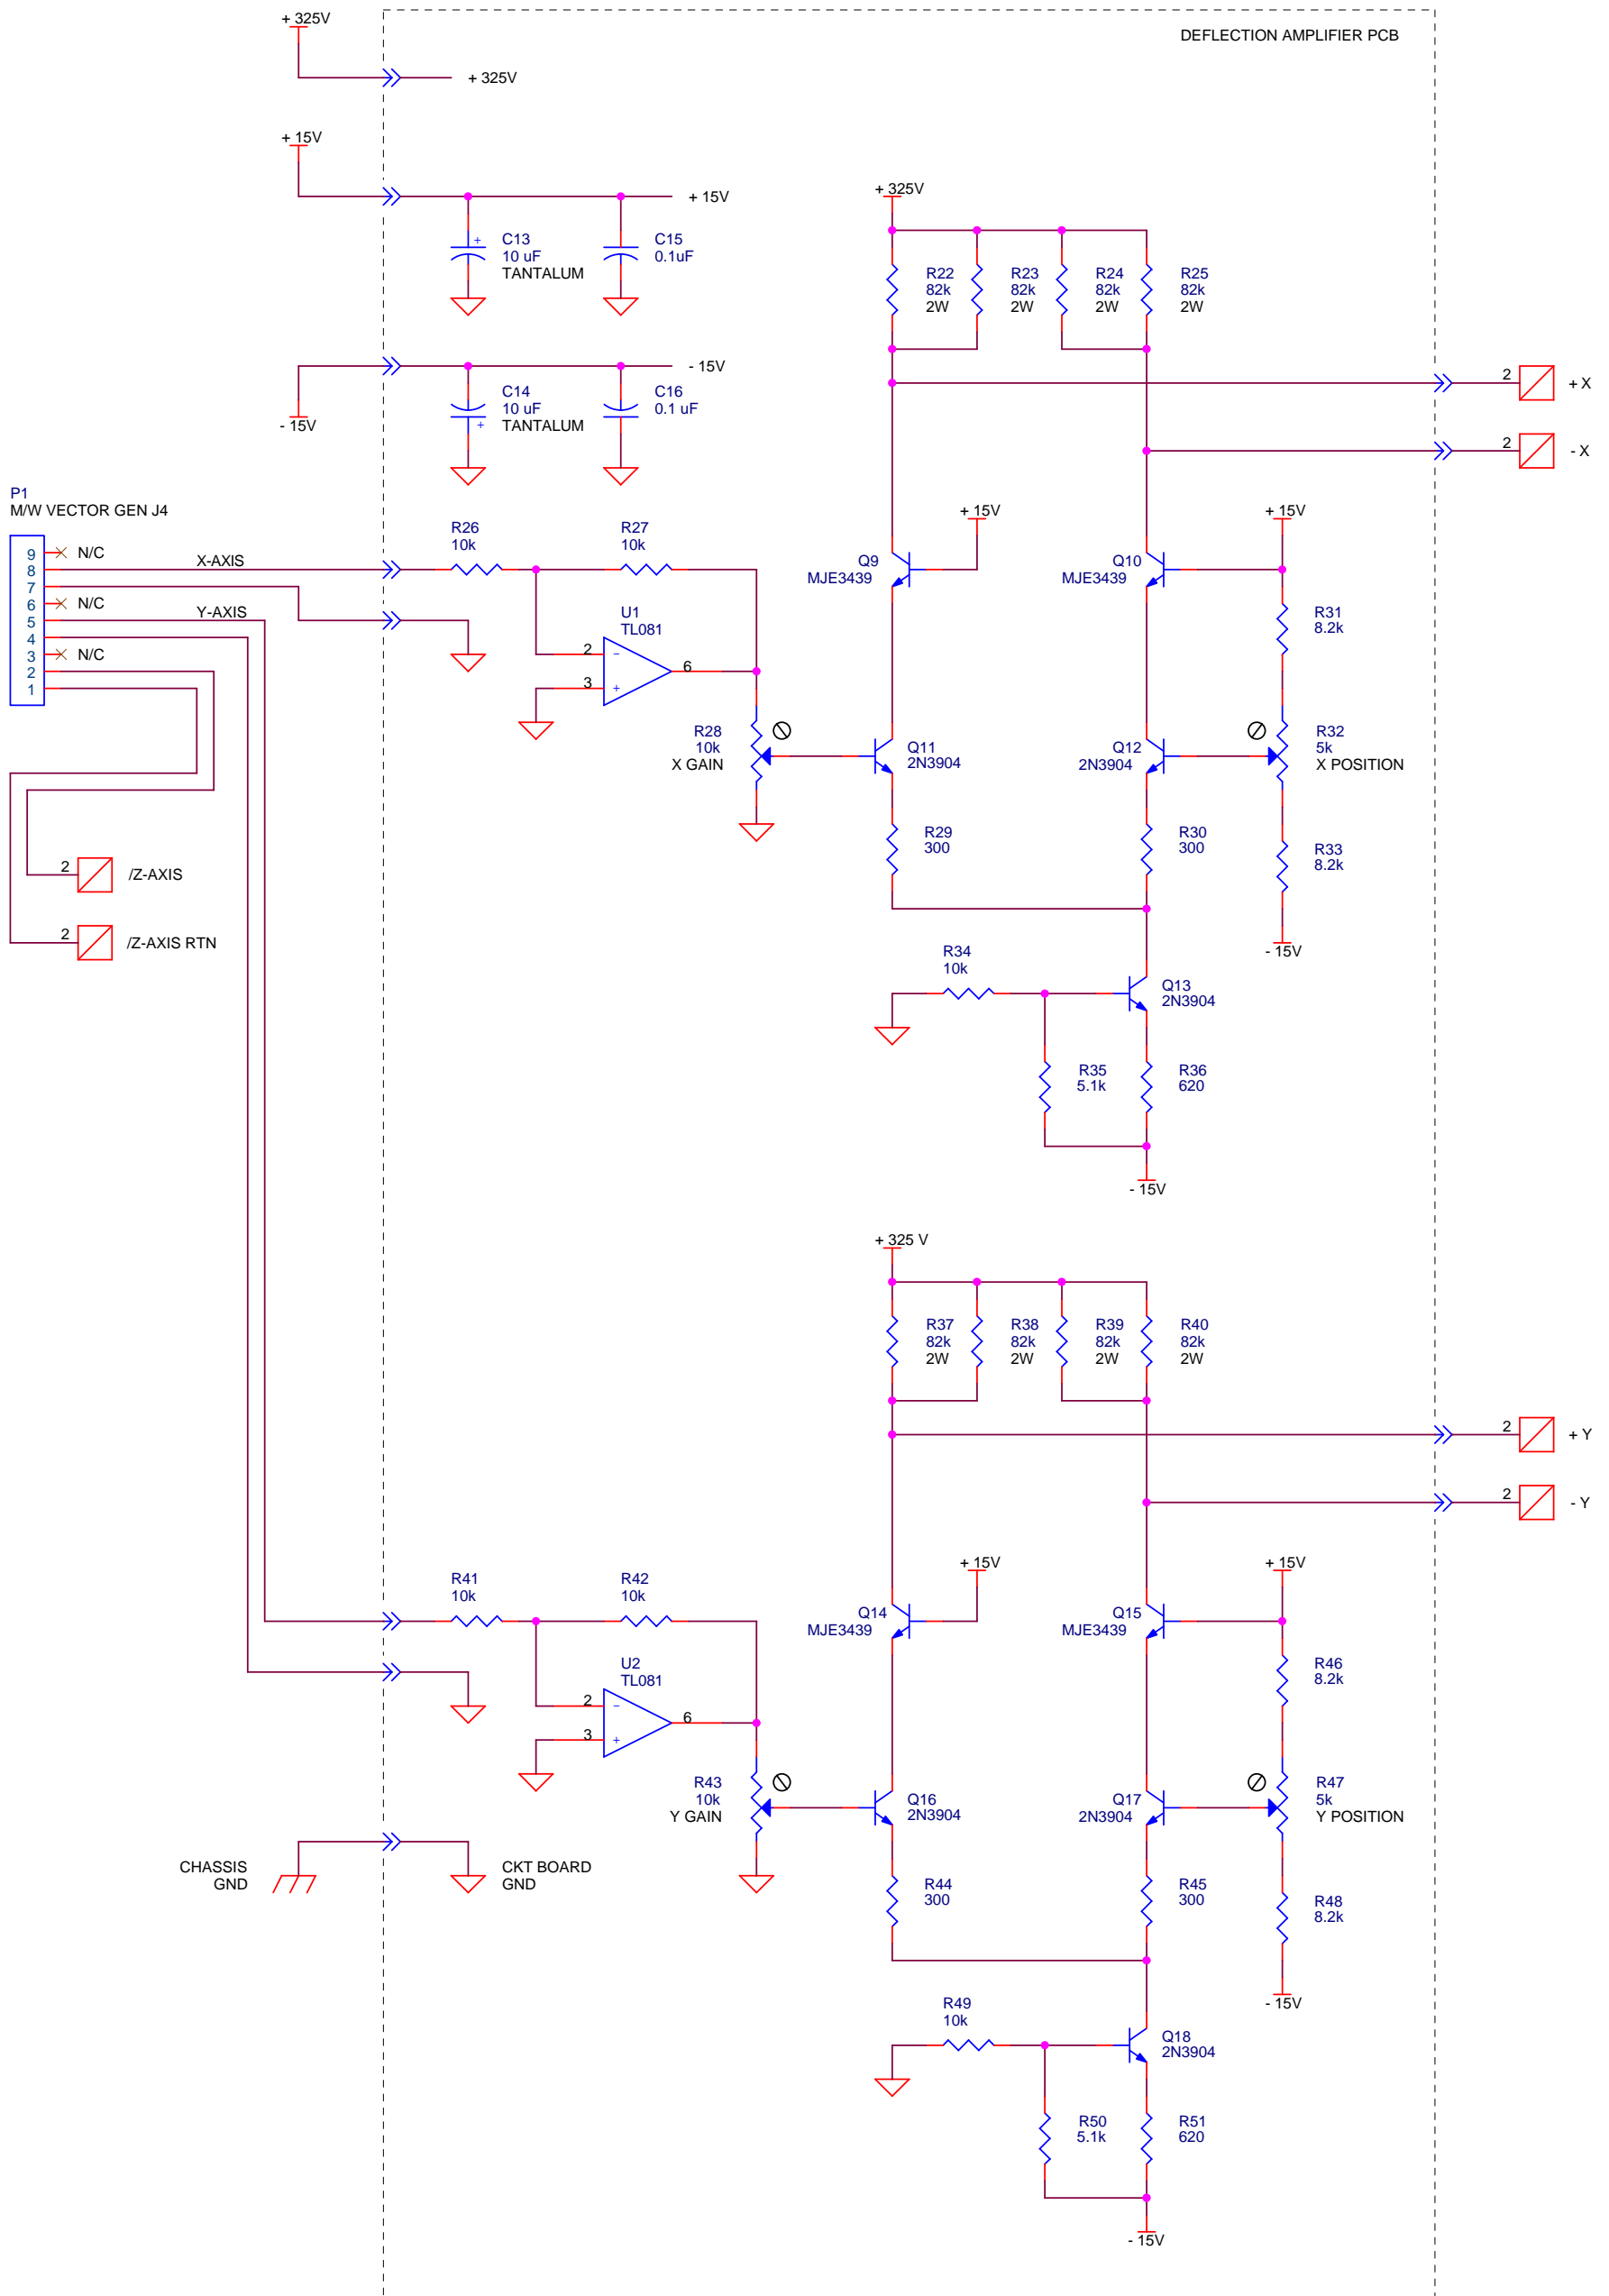 + 325V
DEFLECTION AMPLIFIER PCB
+ 325V
+ 15V
+ 15V
C13
10 uF
TANTALUM
C15
0.1uF
- 15V
- 15V
C14
10 uF
+
TANTALUM
C16
0.1 uF
+
+ 325V
R22
82k
2W
R23
82k
2W
R24
82k
2W
R25
82k
2W
2
+ X
2
- X
P1
M/W VECTOR GEN J4
9
8
7
6
5
4
3
2
1
N/C
N/C
N/C
X-AXIS
Y-AXIS
R26
10k
R27
10k
U1
TL081
2
−
3
+
6
+ 15V
+ 15V
Q9
MJE3439
Q10
MJE3439
R31
8.2k
R28
10k
X GAIN
Q11
2N3904
Q12
2N3904
R32
5k
X POSITION
R29
300
R30
300
R33
8.2k
- 15V
2
/Z-AXIS
2
/Z-AXIS RTN
R34
10k
Q13
2N3904
R35
5.1k
R36
620
- 15V
+ 325 V
R37
82k
2W
R38
82k
2W
R39
82k
2W
R40
82k
2W
2
+ Y
2
- Y
R41
10k
R42
10k
U2
TL081
2
−
3
+
6
+ 15V
+ 15V
Q14
MJE3439
Q15
MJE3439
R46
8.2k
R43
10k
Y GAIN
Q16
2N3904
Q17
2N3904
R47
5k
Y POSITION
CHASSIS
GND
CKT BOARD
GND
R44
300
R45
300
R48
8.2k
- 15V
R49
10k
Q18
2N3904
R50
5.1k
R51
620
- 15V